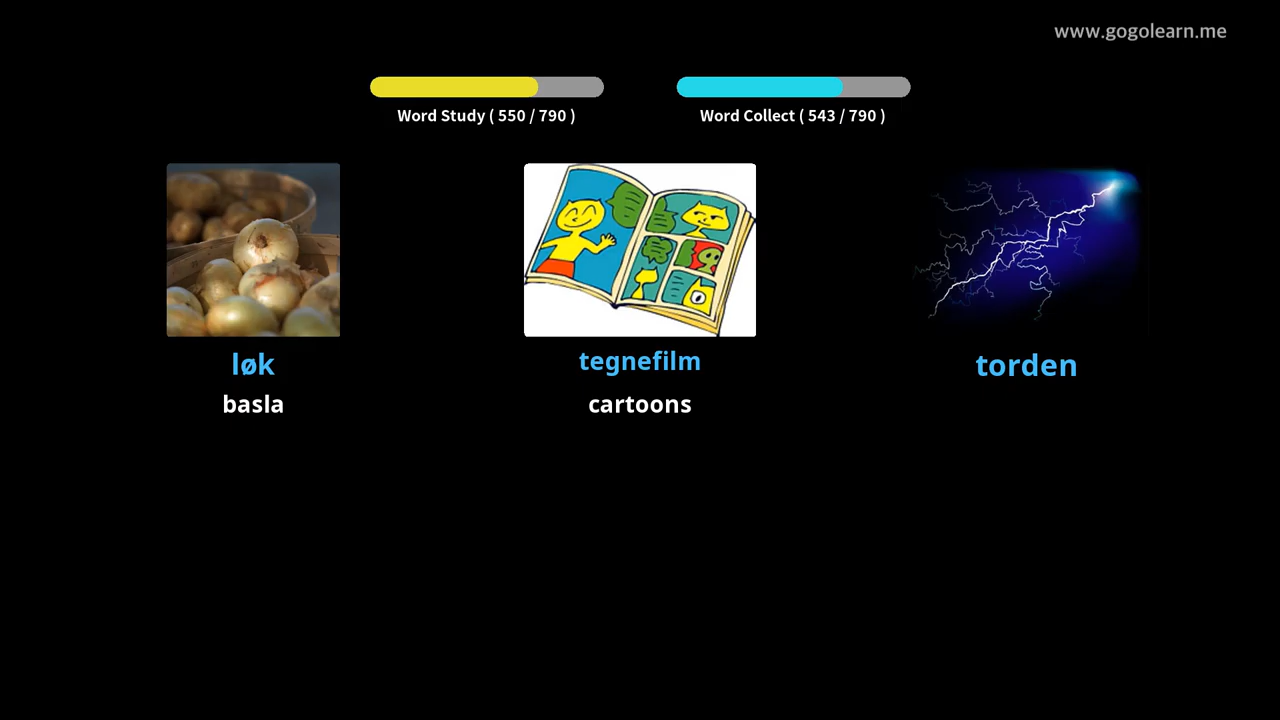 www.gogolearn.me
Word Study ( 550 / 790 )
Word Collect ( 543 / 790 )
løk
tegnefilm
torden
basla
cartoons